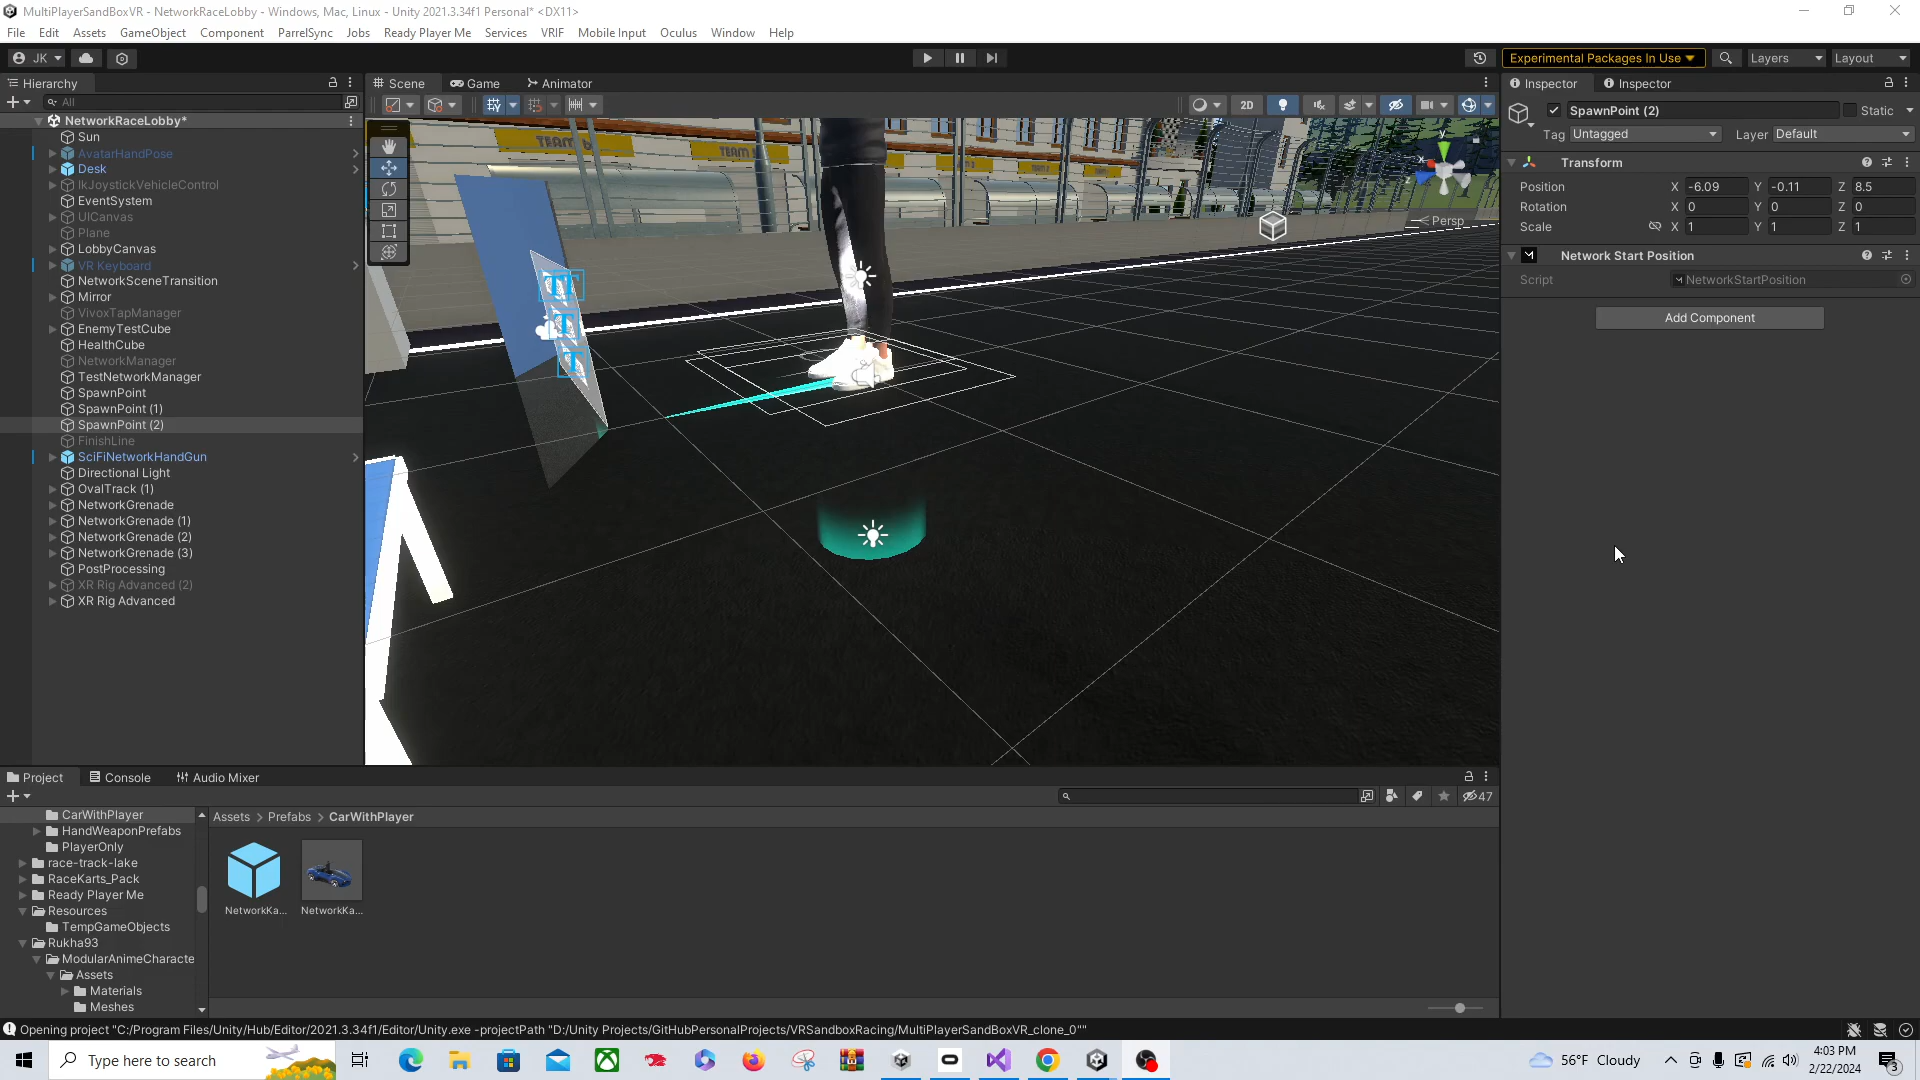 MultiPlayerSandBoxVR - NetworkRaceLobby - Windows, Mac, Linux - Unity 2021.3.34f1 Personal* <DX11>
File Edit Assets GameObject Component ParrelSync Jobs Ready Player Me Services VRIF Mobile Input Oculus Window Help
JK Experimental Packages In Use Layers Layout
Hierarchy
All
NetworkRaceLobby*
Sun
AvatarHandPose
Desk
IkJoystickVehicleControl
EventSystem
UICanvas
Plane
LobbyCanvas
VR Keyboard
NetworkSceneTransition
Mirror
VivoxTapManager
EnemyTestCube
HealthCube
NetworkManager
TestNetworkManager
SpawnPoint
SpawnPoint (1)
SpawnPoint (2)
FinishLine
SciFiNetworkHandGun
Directional Light
OvalTrack (1)
NetworkGrenade
NetworkGrenade (1)
NetworkGrenade (2)
NetworkGrenade (3)
PostProcessing
XR Rig Advanced (2)
XR Rig Advanced
Scene Game Animator
2D
y
x
z
Persp
T
T
T
Inspector Inspector
SpawnPoint (2) Static
Tag Untagged Layer Default
Transform
Position X -6.09 Y -0.11 Z 8.5
Rotation X 0 Y 0 Z 0
Scale X 1 Y 1 Z 1
Network Start Position
Script NetworkStartPosition
Add Component
Project Console Audio Mixer
47
CarWithPlayer
HandWeaponPrefabs
PlayerOnly
race-track-lake
RaceKarts_Pack
Ready Player Me
Resources
TempGameObjects
Rukha93
ModularAnimeCharacte
Assets
Materials
Meshes
Assets > Prefabs > CarWithPlayer
NetworkKa... NetworkKa...
Opening project "C:/Program Files/Unity/Hub/Editor/2021.3.34f1/Editor/Unity.exe -projectPath "D:/Unity Projects/GitHubPersonalProjects/VRSandboxRacing/MultiPlayerSandBoxVR_clone_0""
Type here to search
56°F Cloudy
4:03 PM
2/22/2024
3